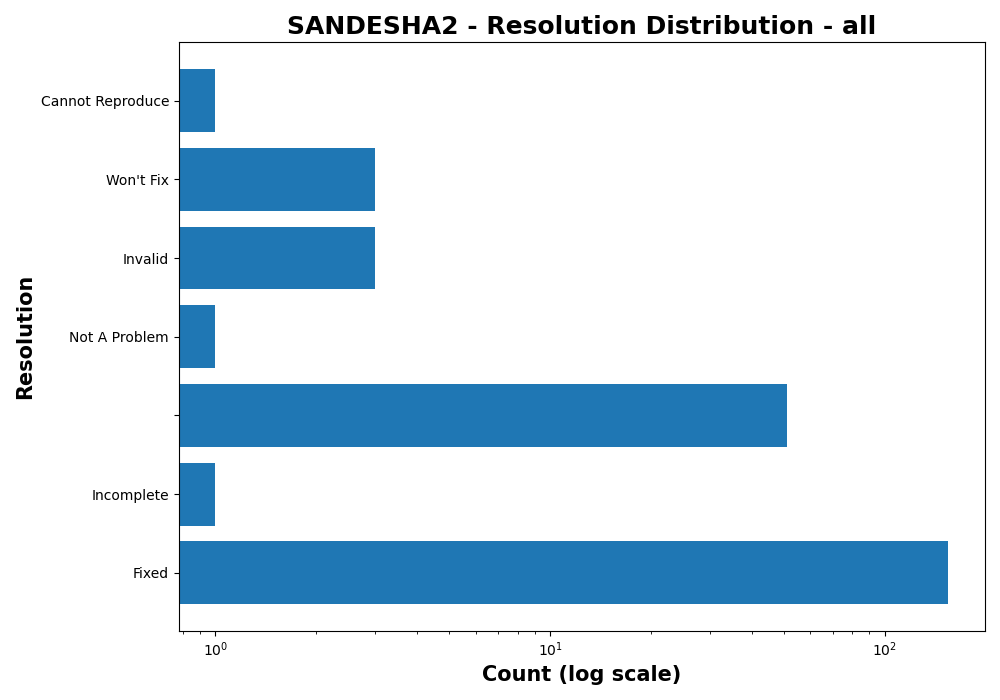 SANDESHA2 - Resolution Distribution - all
Cannot Reproduce
Won't Fix
Invalid
Not A Problem
Incomplete
Fixed
Resolution
10⁰ 10¹ 10²
Count (log scale)